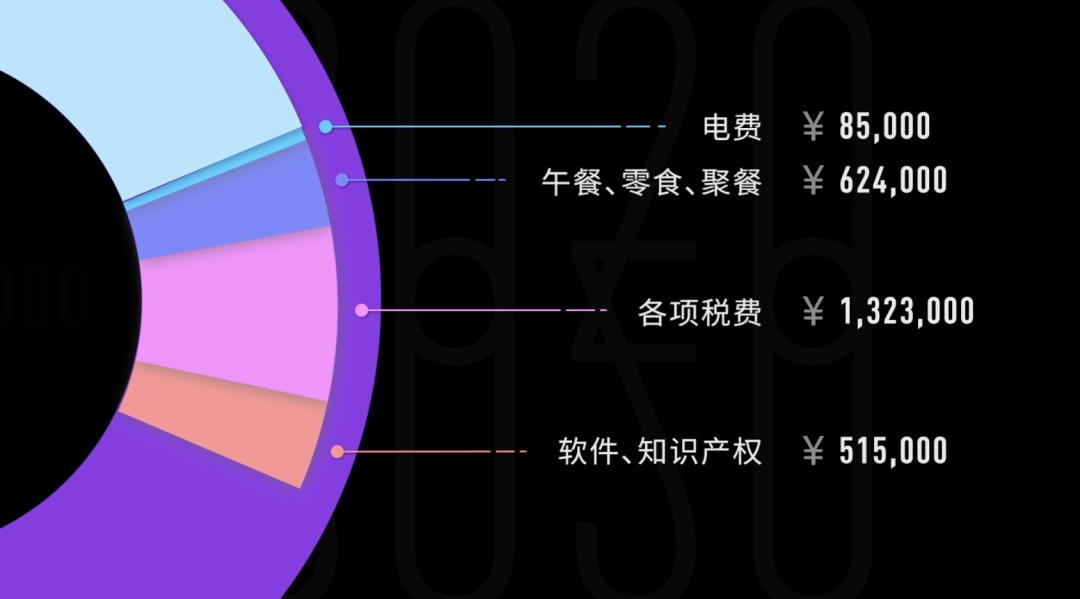 电费 ¥ 85,000
午餐、零食、聚餐 ¥ 624,000
各项税费 ¥ 1,323,000
软件、知识产权 ¥ 515,000